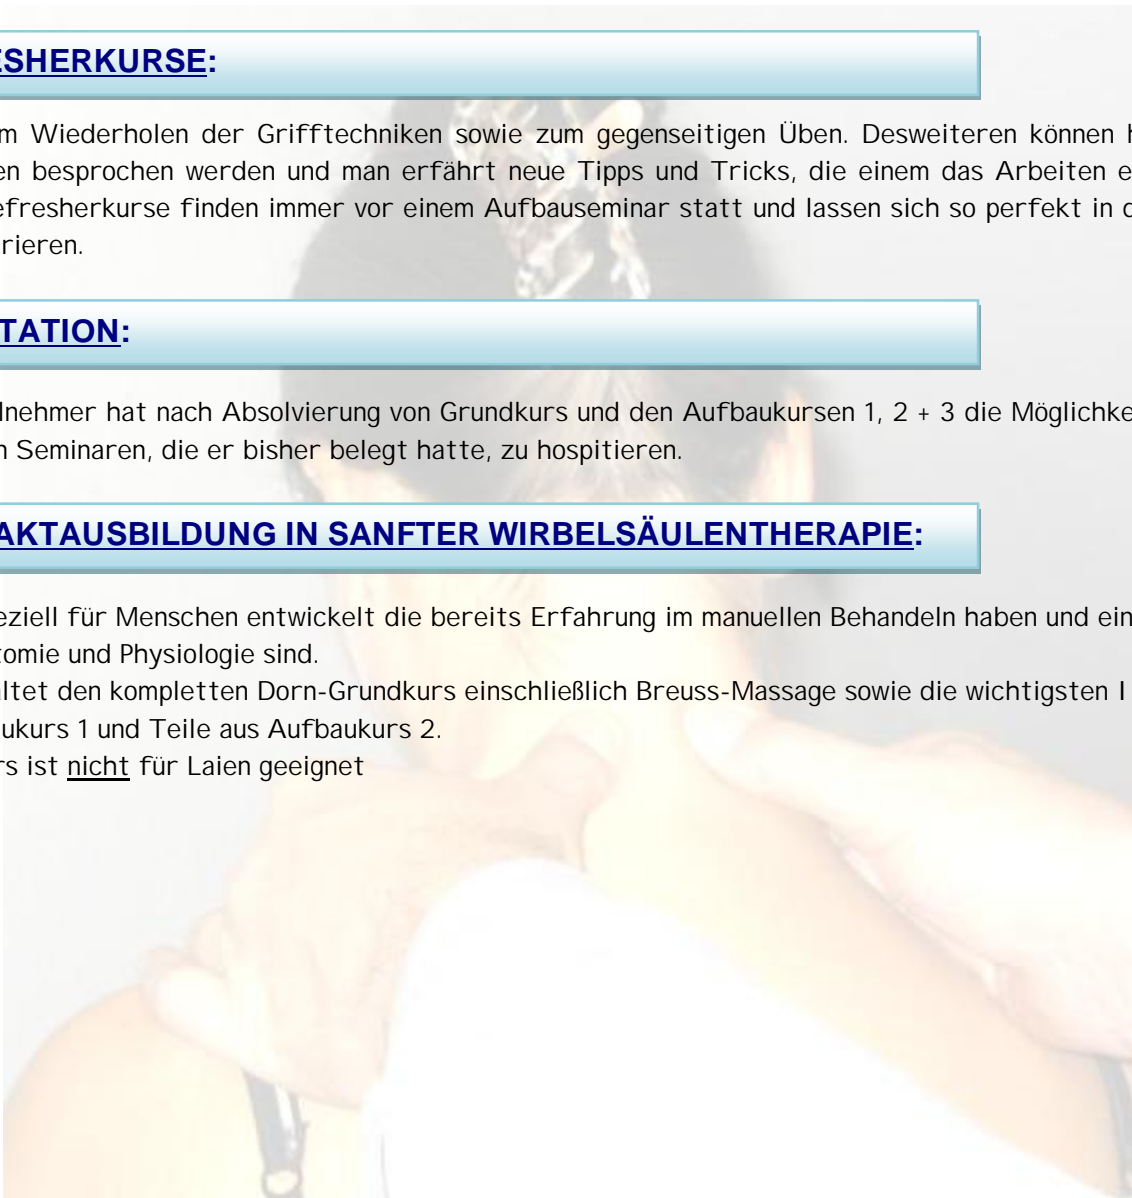 ESHERKURSE:
m Wiederholen der Grifftechniken sowie zum gegenseitigen Üben. Desweiteren können h
en besprochen werden und man erfährt neue Tipps und Tricks, die einem das Arbeiten e
efresherkurse finden immer vor einem Aufbauseminar statt und lassen sich so perfekt in d
rieren.
TATION:
lnehmer hat nach Absolvierung von Grundkurs und den Aufbaukursen 1, 2 + 3 die Möglichke
n Seminaren, die er bisher belegt hatte, zu hospitieren.
AKTAUSBILDUNG IN SANFTER WIRBELSÄULENTHERAPIE:
eziell für Menschen entwickelt die bereits Erfahrung im manuellen Behandeln haben und ein
tomie und Physiologie sind.
ltet den kompletten Dorn-Grundkurs einschließlich Breuss-Massage sowie die wichtigsten I
ukurs 1 und Teile aus Aufbaukurs 2.
rs ist nicht für Laien geeignet